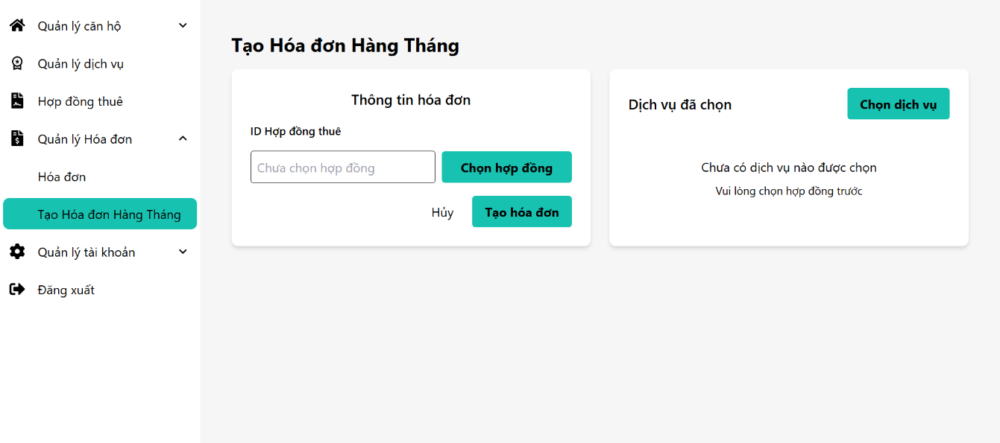 Quản lý căn hộ
Quản lý dịch vụ
Hợp đồng thuê
Quản lý Hóa đơn
Hóa đơn
Tạo Hóa đơn Hàng Tháng
Quản lý tài khoản
Đăng xuất
Tạo Hóa đơn Hàng Tháng
Thông tin hóa đơn
ID Hợp đồng thuê
Chưa chọn hợp đồng
Chọn hợp đồng
Hủy
Tạo hóa đơn
Dịch vụ đã chọn
Chọn dịch vụ
Chưa có dịch vụ nào được chọn
Vui lòng chọn hợp đồng trước